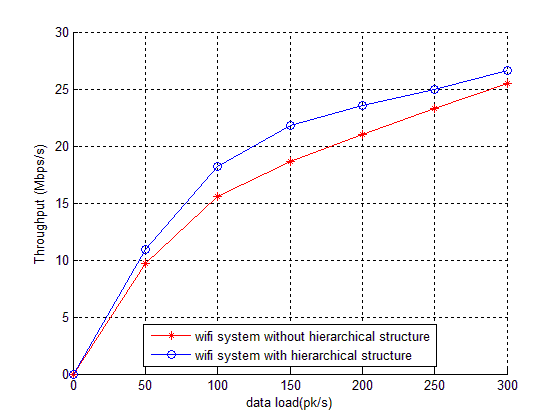 30
25
20
15
10
5
0
Throughput (Mbps/s)
wifi system without hierarchical structure
wifi system with hierarchical structure
0 50 100 150 200 250 300
data load(pk/s)